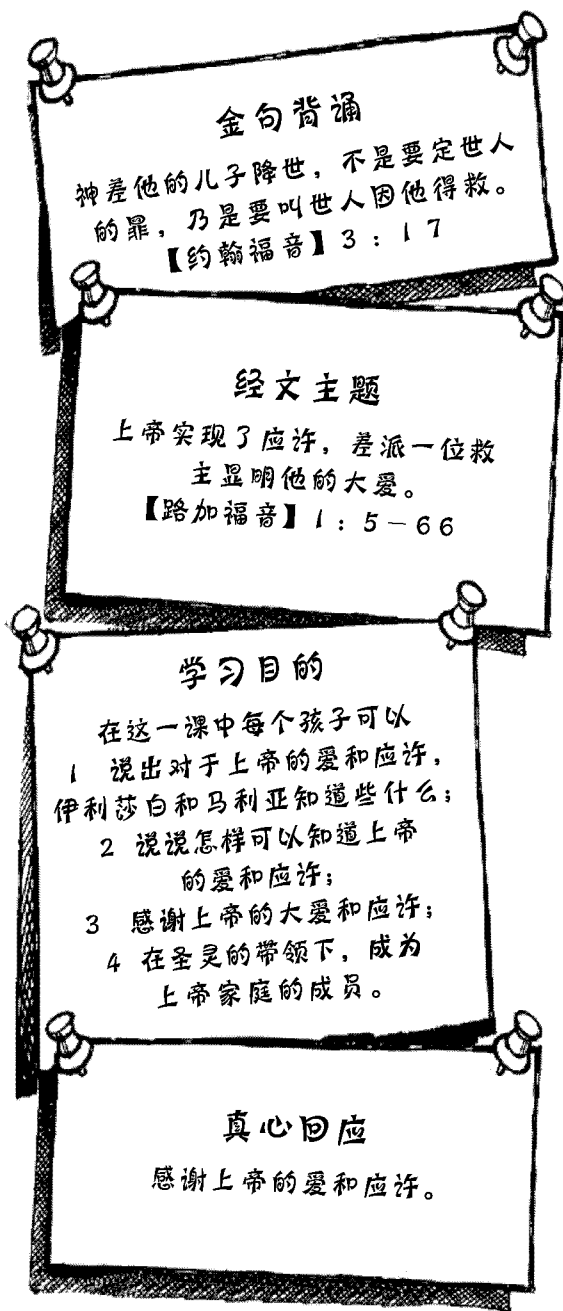 金句背诵
神差他的儿子降世，不是要定世人
的罪，乃是要叫世人因他得救。
【约翰福音】3：17
经文主题
上帝实现了应许，差派一位救
主显明他的大爱。
【路加福音】1：5－66
学习目的
在这一课中每个孩子可以
1 说出对于上帝的爱和应许，
伊利莎白和马利亚知道些什么；
2 说说怎样可以知道上帝
的爱和应许；
3 感谢上帝的大爱和应许；
4 在圣灵的带领下，成为
上帝家庭的成员。
真心回应
感谢上帝的爱和应许。